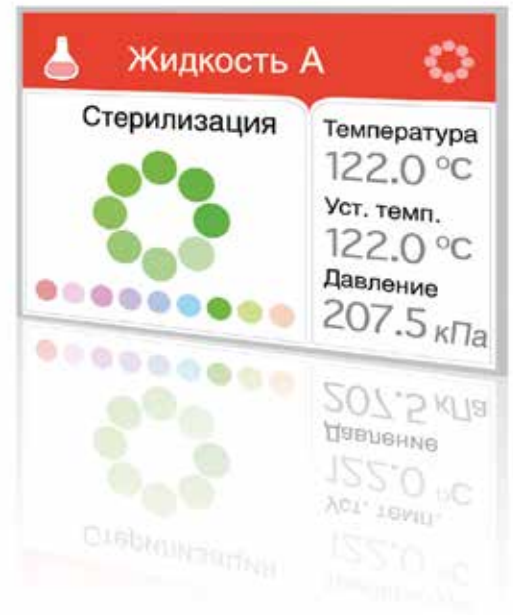 Жидкость А
Стерилизация
Температура
122.0 °C
Уст. темп.
122.0 °C
Давление
207.5 кПа